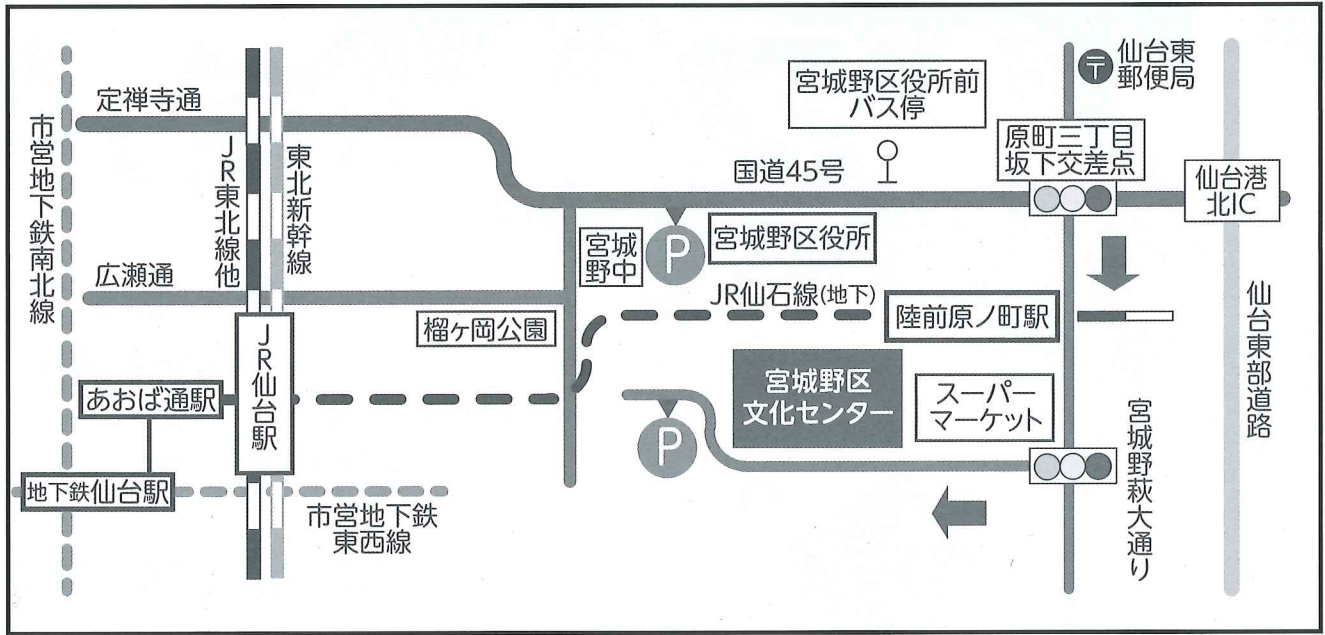 仙台東
郵便局
宮城野区役所前
バス停
定禅寺通
原町三丁目
坂下交差点
市営地下鉄南北線
JR東北線他
東北新幹線
国道45号
仙台港
北IC
宮城
野中
P
宮城野区役所
広瀬通
JR仙石線(地下)
陸前原ノ町駅
仙台東部道路
榴ヶ岡公園
JR仙台駅
あおば通駅
宮城野区
文化センター
スーパー
マーケット
宮城野萩大通り
P
地下鉄仙台駅
市営地下鉄
東西線